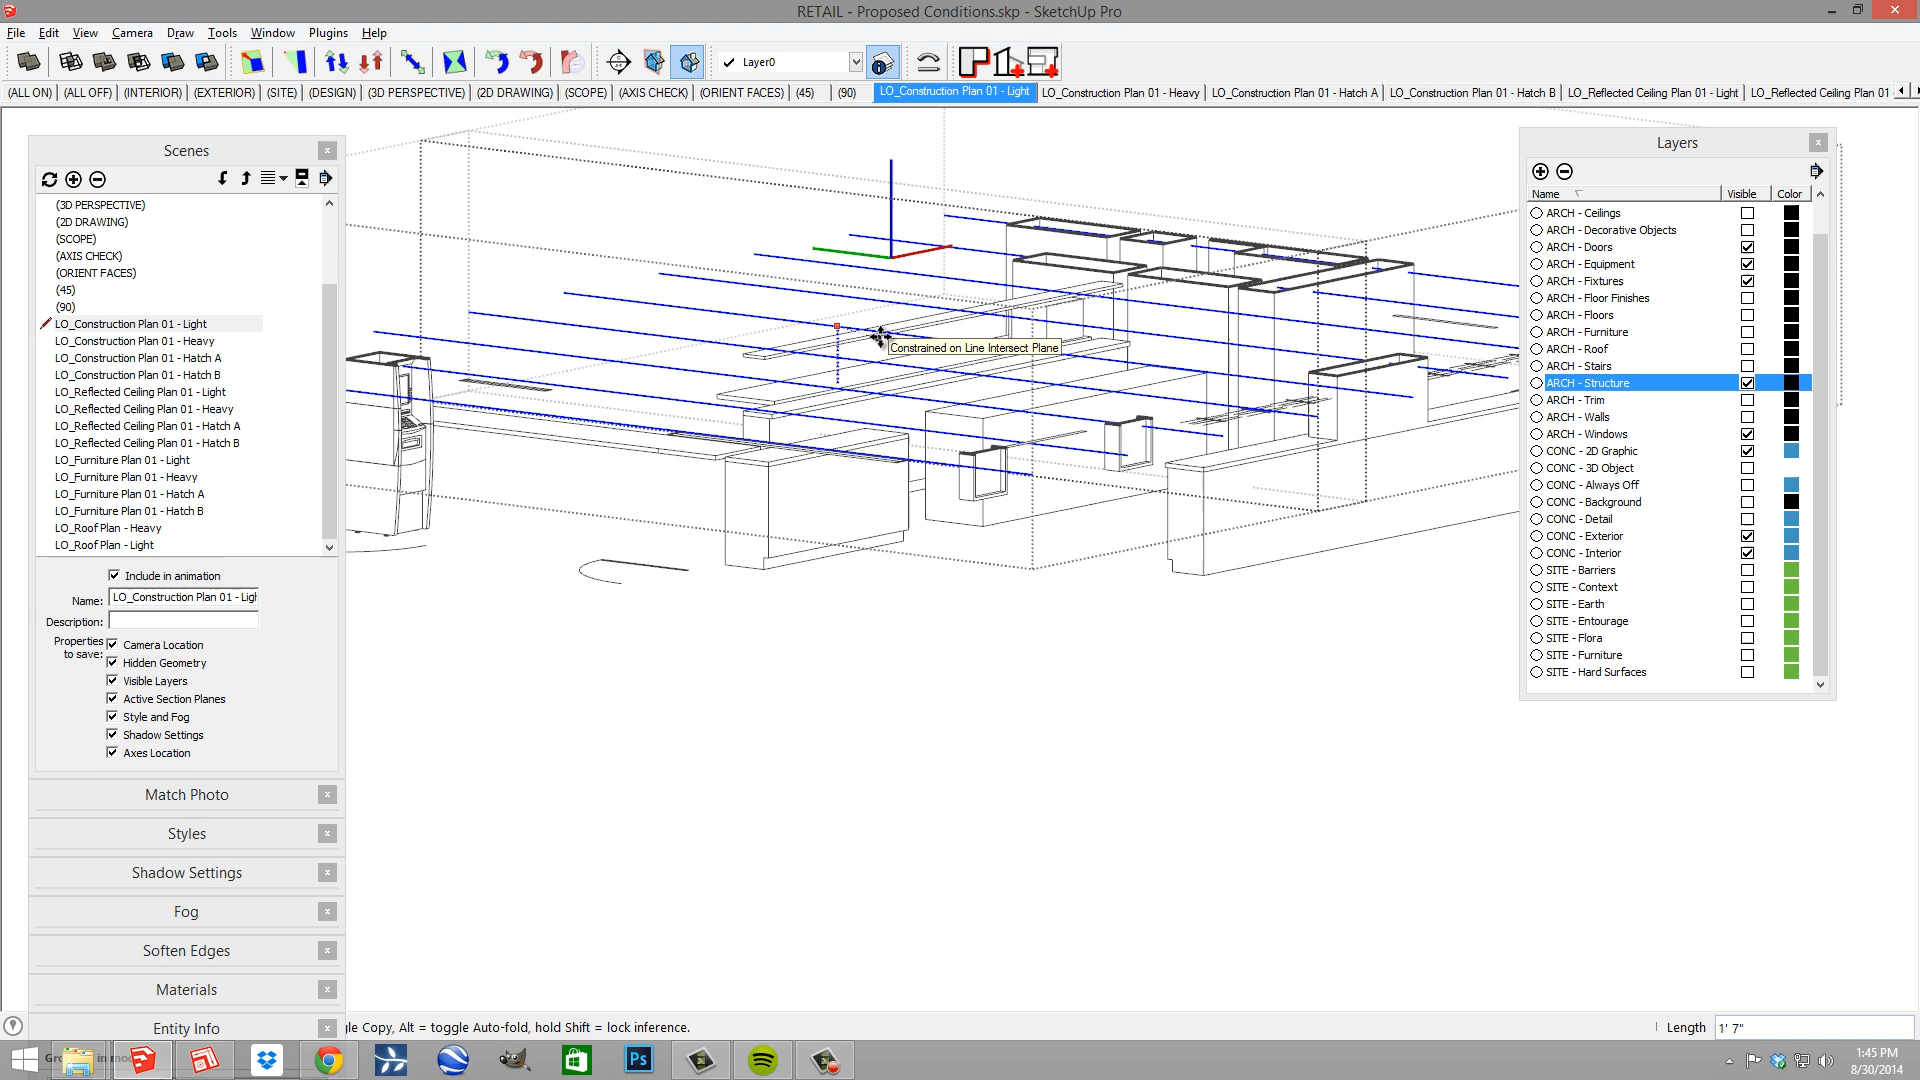 RETAIL - Proposed Conditions.skp - SketchUp Pro
File Edit View Camera Draw Tools Window Plugins Help
Layer0
(ALL ON) (ALL OFF) (INTERIOR) (EXTERIOR) (SITE) (DESIGN) (3D PERSPECTIVE) (2D DRAWING) (SCOPE) (AXIS CHECK) (ORIENT FACES) (45) (90) LO_Construction Plan 01 - Light LO_Construction Plan 01 - Heavy LO_Construction Plan 01 - Hatch A LO_Construction Plan 01 - Hatch B LO_Reflected Ceiling Plan 01 - Light LO_Reflected Ceiling Plan 01
Scenes
(3D PERSPECTIVE)
(2D DRAWING)
(SCOPE)
(AXIS CHECK)
(ORIENT FACES)
(45)
(90)
LO_Construction Plan 01 - Light
LO_Construction Plan 01 - Heavy
LO_Construction Plan 01 - Hatch A
LO_Construction Plan 01 - Hatch B
LO_Reflected Ceiling Plan 01 - Light
LO_Reflected Ceiling Plan 01 - Heavy
LO_Reflected Ceiling Plan 01 - Hatch A
LO_Reflected Ceiling Plan 01 - Hatch B
LO_Furniture Plan 01 - Light
LO_Furniture Plan 01 - Heavy
LO_Furniture Plan 01 - Hatch A
LO_Furniture Plan 01 - Hatch B
LO_Roof Plan - Heavy
LO_Roof Plan - Light
Include in animation
Name: LO_Construction Plan 01 - Ligh
Description:
Properties to save:
Camera Location
Hidden Geometry
Visible Layers
Active Section Planes
Style and Fog
Shadow Settings
Axes Location
Match Photo
Styles
Shadow Settings
Fog
Soften Edges
Materials
Entity Info
Constrained on Line Intersect Plane
Layers
Name Visible Color
ARCH - Ceilings
ARCH - Decorative Objects
ARCH - Doors
ARCH - Equipment
ARCH - Fixtures
ARCH - Floor Finishes
ARCH - Floors
ARCH - Furniture
ARCH - Roof
ARCH - Stairs
ARCH - Structure
ARCH - Trim
ARCH - Walls
ARCH - Windows
CONC - 2D Graphic
CONC - 3D Object
CONC - Always Off
CONC - Background
CONC - Detail
CONC - Exterior
CONC - Interior
SITE - Barriers
SITE - Context
SITE - Earth
SITE - Entourage
SITE - Flora
SITE - Furniture
SITE - Hard Surfaces
gle Copy, Alt = toggle Auto-fold, hold Shift = lock inference.
Length 1' 7"
Ps
1:45 PM
8/30/2014